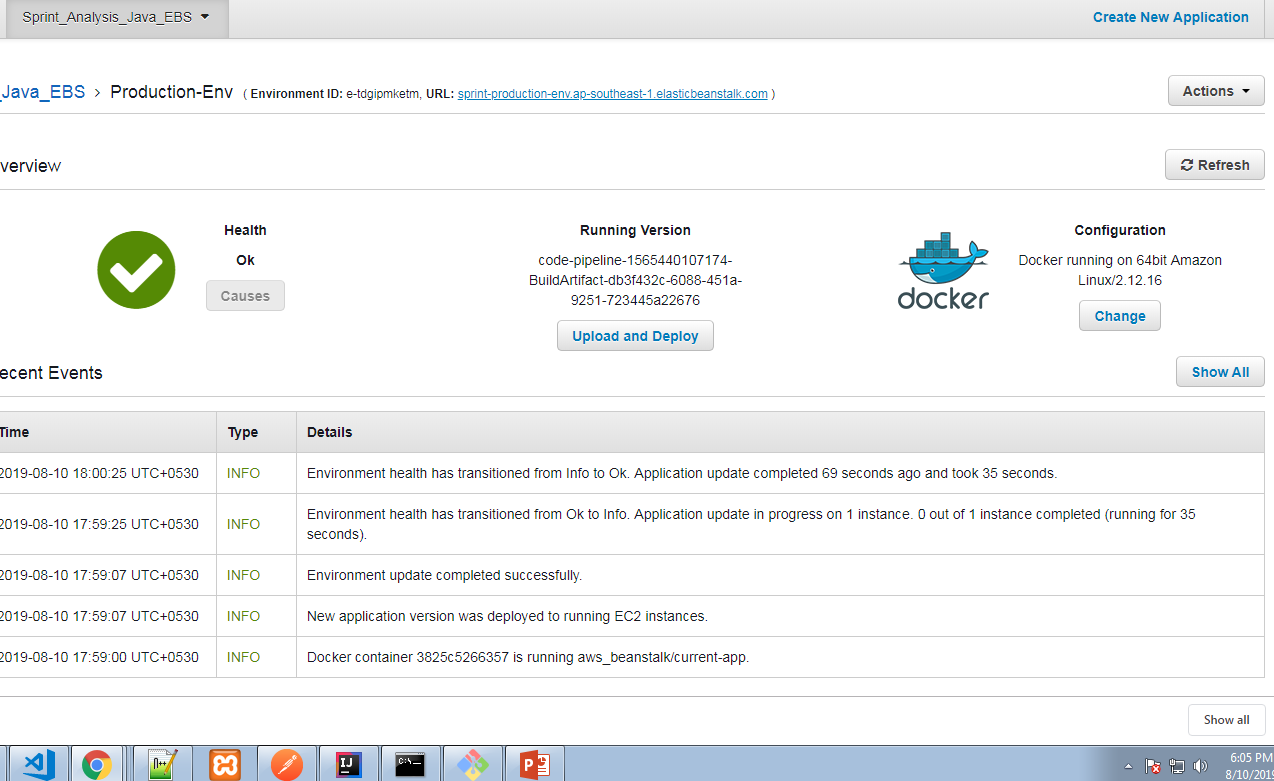 Sprint_Analysis_Java_EBS
Create New Application
_Java_EBS > Production-Env ( Environment ID: e-tdgipmketm, URL: sprint-production-env.ap-southeast-1.elasticbeanstalk.com )
Actions
verview
Refresh
Health
Ok
Causes
Running Version
code-pipeline-1565440107174-
BuildArtifact-db3f432c-6088-451a-
9251-723445a22676
Upload and Deploy
docker
Configuration
Docker running on 64bit Amazon
Linux/2.12.16
Change
ecent Events
Show All
Time Type Details
2019-08-10 18:00:25 UTC+0530 INFO Environment health has transitioned from Info to Ok. Application update completed 69 seconds ago and took 35 seconds.
2019-08-10 17:59:25 UTC+0530 INFO Environment health has transitioned from Ok to Info. Application update in progress on 1 instance. 0 out of 1 instance completed (running for 35
seconds).
2019-08-10 17:59:07 UTC+0530 INFO Environment update completed successfully.
2019-08-10 17:59:07 UTC+0530 INFO New application version was deployed to running EC2 instances.
2019-08-10 17:59:00 UTC+0530 INFO Docker container 3825c5266357 is running aws_beanstalk/current-app.
Show all
6:05 PM
8/10/2019